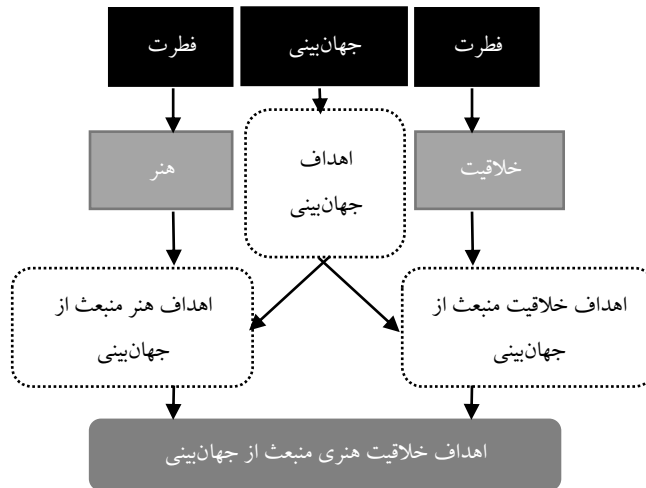 فطرت
جهان‌بینی
فطرت
خلاقیت
اهداف
جهان‌بینی
هنر
اهداف خلاقیت منبعث از
جهان‌بینی
اهداف هنر منبعث از
جهان‌بینی
اهداف خلاقیت هنری منبعث از جهان‌بینی